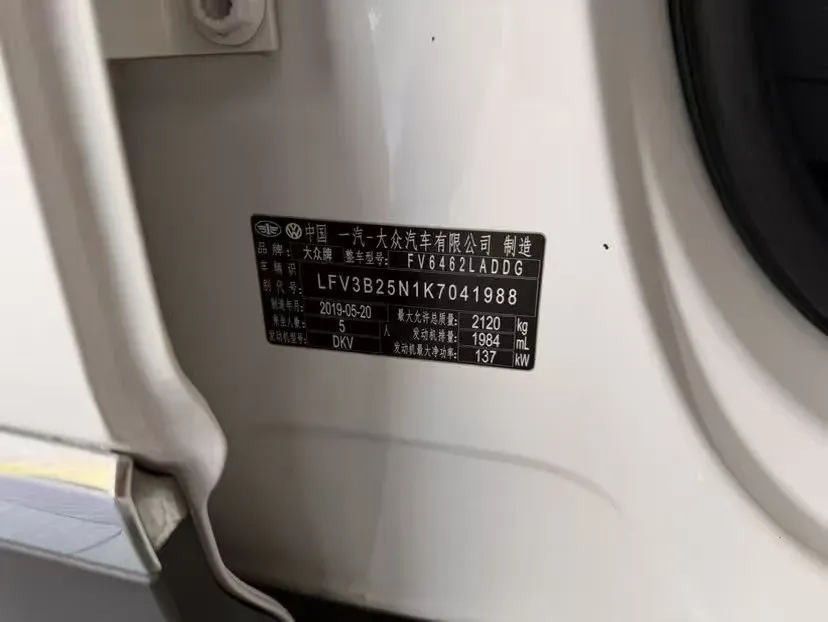 中国 一汽-大众汽车有限公司 制造
品牌: 大众牌 整车型号: FV6462LADDG
车辆识别代号: LFV3B25N1K7041988
制造年月: 2019-05-20 最大允许总质量: 2120 kg
乘坐人数: 5 人 发动机排量: 1984 mL
发动机型号: DKV 发动机最大净功率: 137 kW